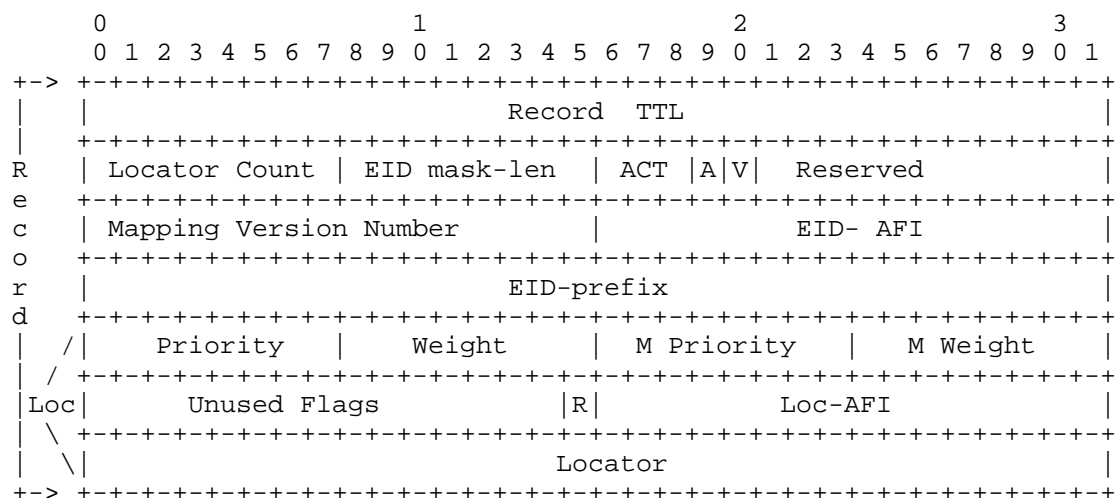 0                   1                   2                   3
        0 1 2 3 4 5 6 7 8 9 0 1 2 3 4 5 6 7 8 9 0 1 2 3 4 5 6 7 8 9 0 1
   +->  +-+-+-+-+-+-+-+-+-+-+-+-+-+-+-+-+-+-+-+-+-+-+-+-+-+-+-+-+-+-+-+-+
   |    |                          Record  TTL                          |
   |    +-+-+-+-+-+-+-+-+-+-+-+-+-+-+-+-+-+-+-+-+-+-+-+-+-+-+-+-+-+-+-+-+
   R    | Locator Count | EID mask-len  | ACT |A|V|   Reserved          |
   e    +-+-+-+-+-+-+-+-+-+-+-+-+-+-+-+-+-+-+-+-+-+-+-+-+-+-+-+-+-+-+-+-+
   c    | Mapping Version Number        |            EID- AFI           |
   o    +-+-+-+-+-+-+-+-+-+-+-+-+-+-+-+-+-+-+-+-+-+-+-+-+-+-+-+-+-+-+-+-+
   r    |                          EID-prefix                           |
   d    +-+-+-+-+-+-+-+-+-+-+-+-+-+-+-+-+-+-+-+-+-+-+-+-+-+-+-+-+-+-+-+-+
   |   /|    Priority   |    Weight     |  M Priority   |   M Weight    |
   |  / +-+-+-+-+-+-+-+-+-+-+-+-+-+-+-+-+-+-+-+-+-+-+-+-+-+-+-+-+-+-+-+-+
   |Loc|      Unused Flags           |R|           Loc-AFI             |
   |  \ +-+-+-+-+-+-+-+-+-+-+-+-+-+-+-+-+-+-+-+-+-+-+-+-+-+-+-+-+-+-+-+-+
   |   \|                             Locator                           |
   +->  +-+-+-+-+-+-+-+-+-+-+-+-+-+-+-+-+-+-+-+-+-+-+-+-+-+-+-+-+-+-+-+-+